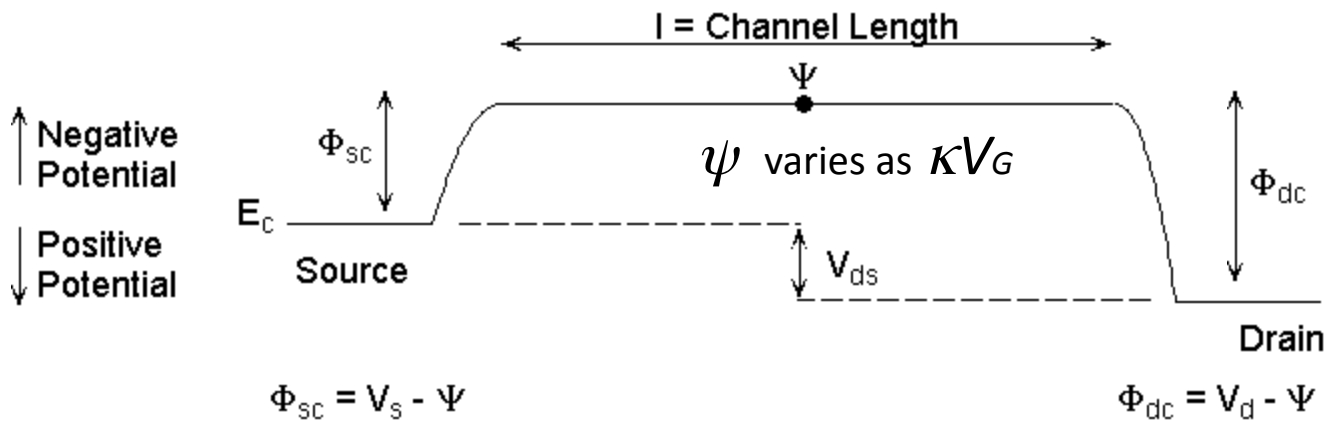 l = Channel Length
Ψ
Negative
Potential
Φsc
ψ varies as κVG
Φdc
Ec
Positive
Potential
Source
Vds
Drain
Φsc = Vs - Ψ
Φdc = Vd - Ψ